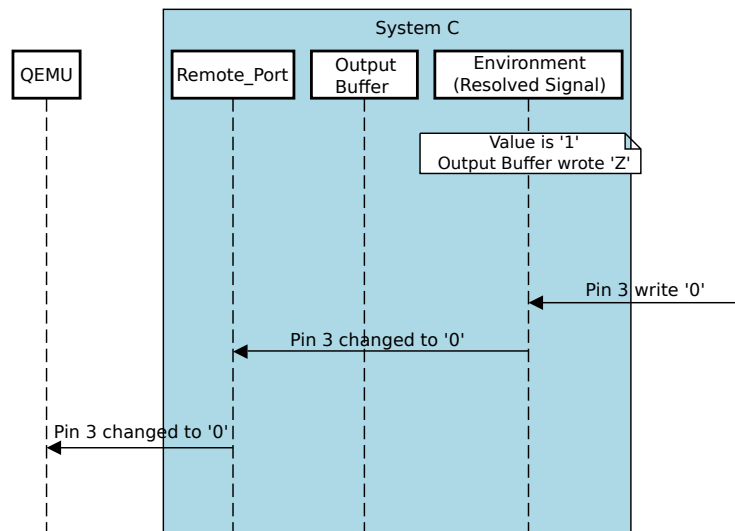 System C
QEMU
Remote_Port
Output
Buffer
Environment
(Resolved Signal)
Value is '1'
Output Buffer wrote 'Z'
Pin 3 write '0'
Pin 3 changed to '0'
Pin 3 changed to '0'